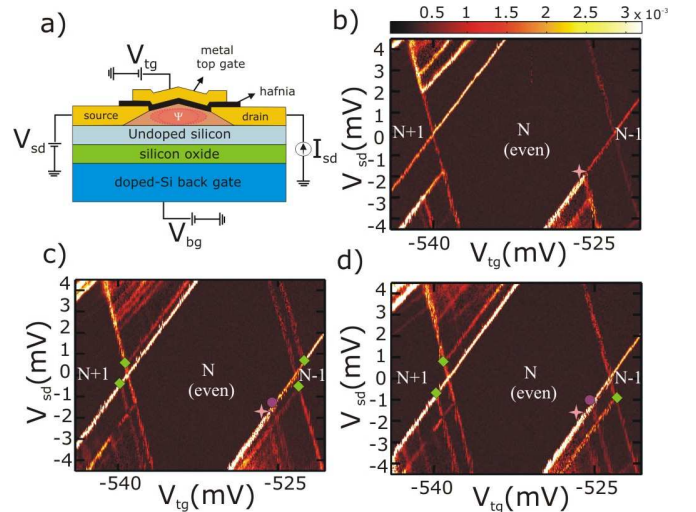 a)
V_tg
metal
top gate
hafnia
source
Ψ
drain
V_sd
Undoped silicon
silicon oxide
I_sd
doped-Si back gate
V_bg
0.5 1 1.5 2 2.5 3 × 10⁻³
b)
V_sd(mV)
4
3
2
1
0
-1
-2
-3
-4
N+1
N
(even)
N-1
-540
-525
V_tg(mV)
c)
V_sd(mV)
4
3
2
1
0
-1
-2
-3
-4
N+1
N
(even)
N-1
-540
-525
V_tg(mV)
d)
V_sd(mV)
4
3
2
1
0
-1
-2
-3
-4
N+1
N
(even)
N-1
-540
-525
V_tg(mV)